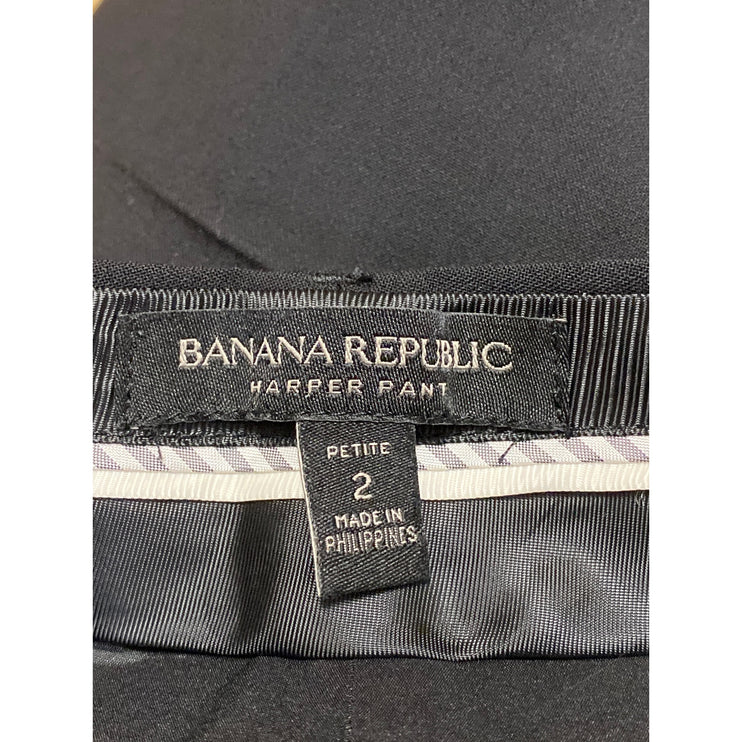 BANANA REPUBLIC
HARPER PANT
PETITE
2
MADE IN
PHILIPPINES